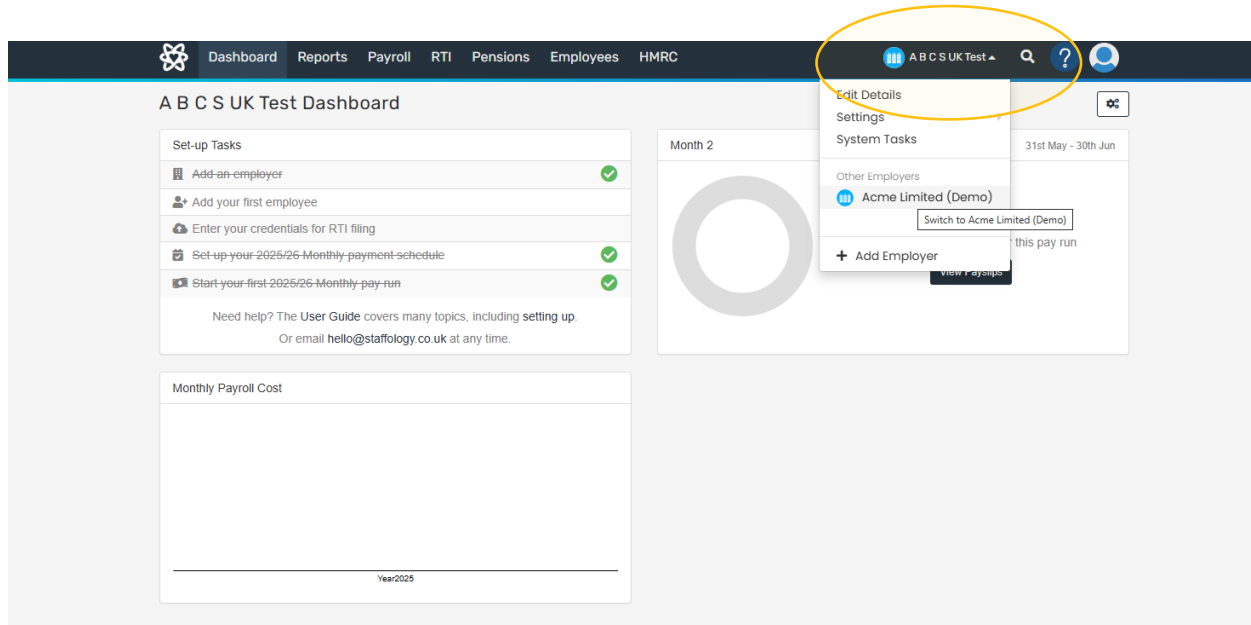 Dashboard Reports Payroll RTI Pensions Employees HMRC A B C S UK Test ?
A B C S UK Test Dashboard
Edit Details
Settings
System Tasks
Other Employers
Acme Limited (Demo)
Switch to Acme Limited (Demo)
+ Add Employer
Set-up Tasks
Add an employer
Add your first employee
Enter your credentials for RTI filing
Set up your 2025/26 Monthly payment schedule
Start your first 2025/26 Monthly pay run
Need help? The User Guide covers many topics, including setting up.
Or email hello@staffology.co.uk at any time.
Month 2 31st May - 30th Jun
this pay run
View Payslips
Monthly Payroll Cost
Year2025